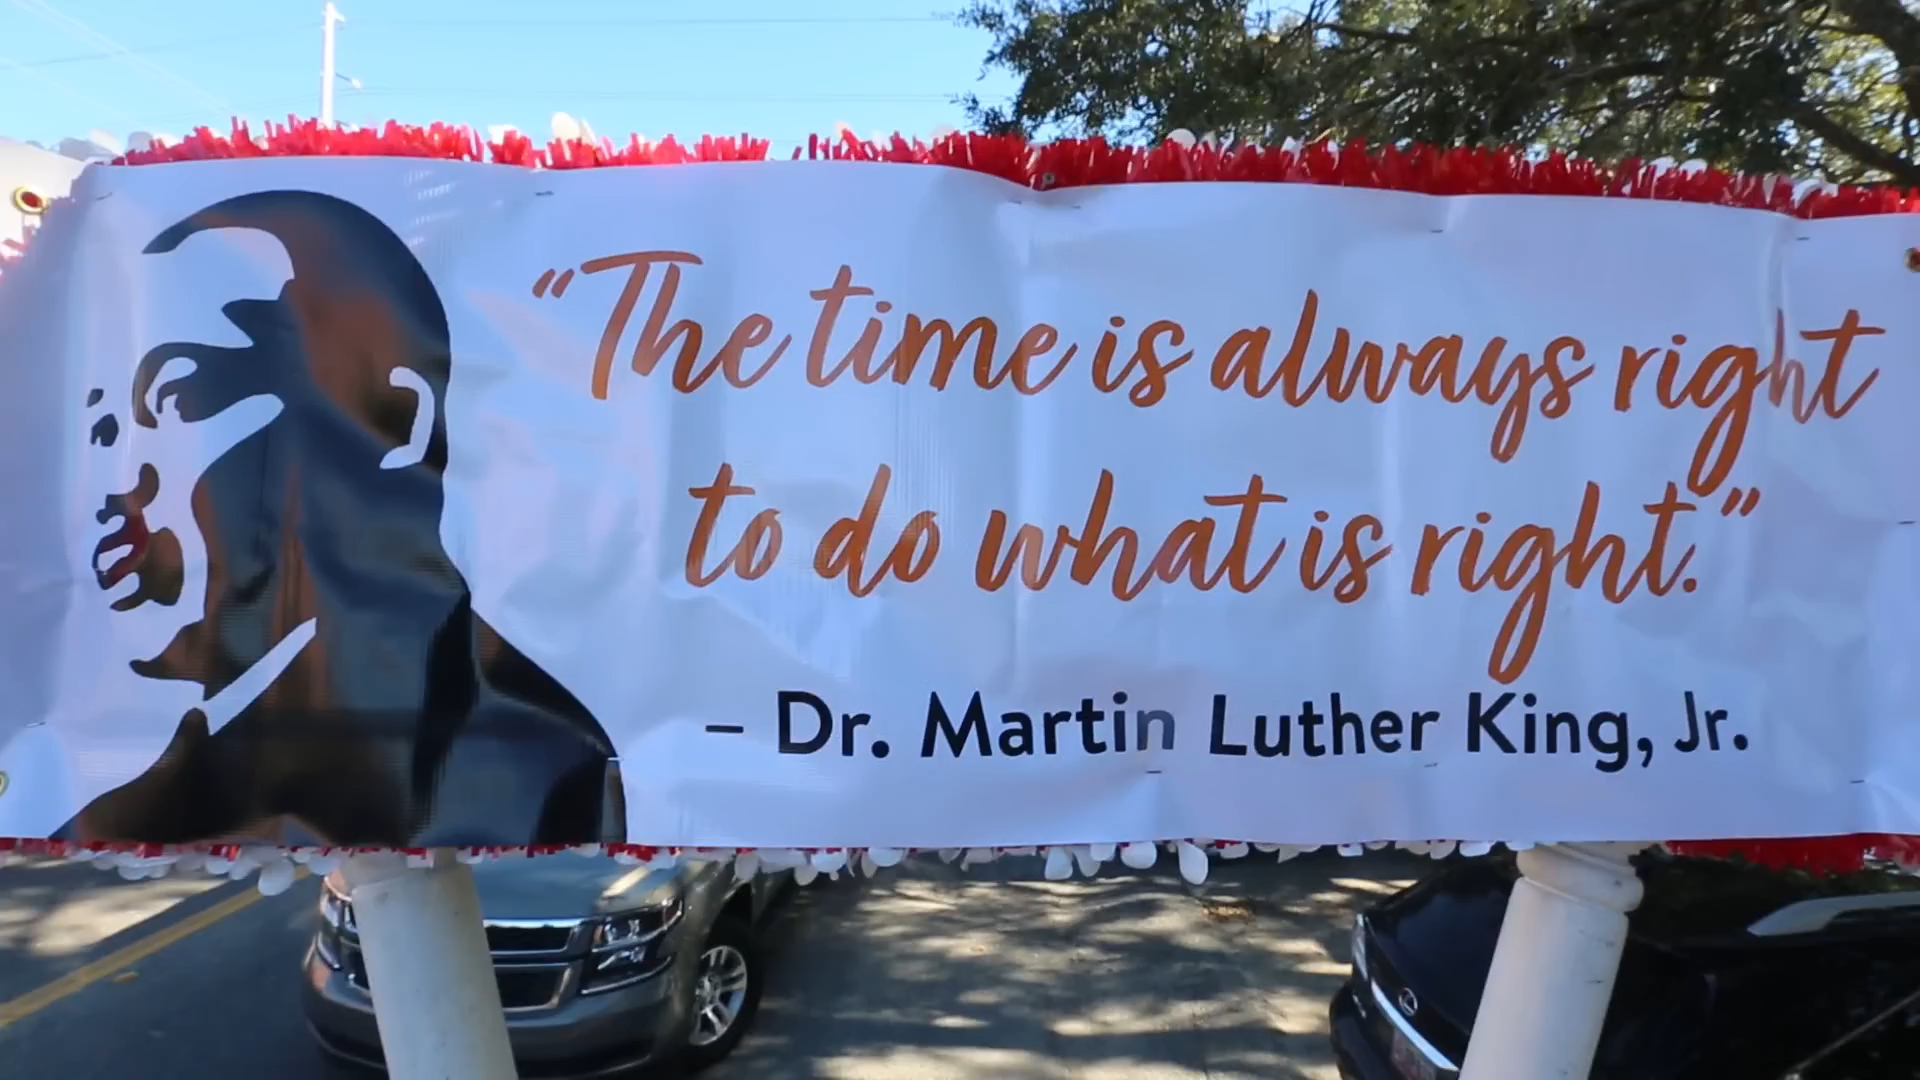 “The time is always right
to do what is right.”
– Dr. Martin Luther King, Jr.